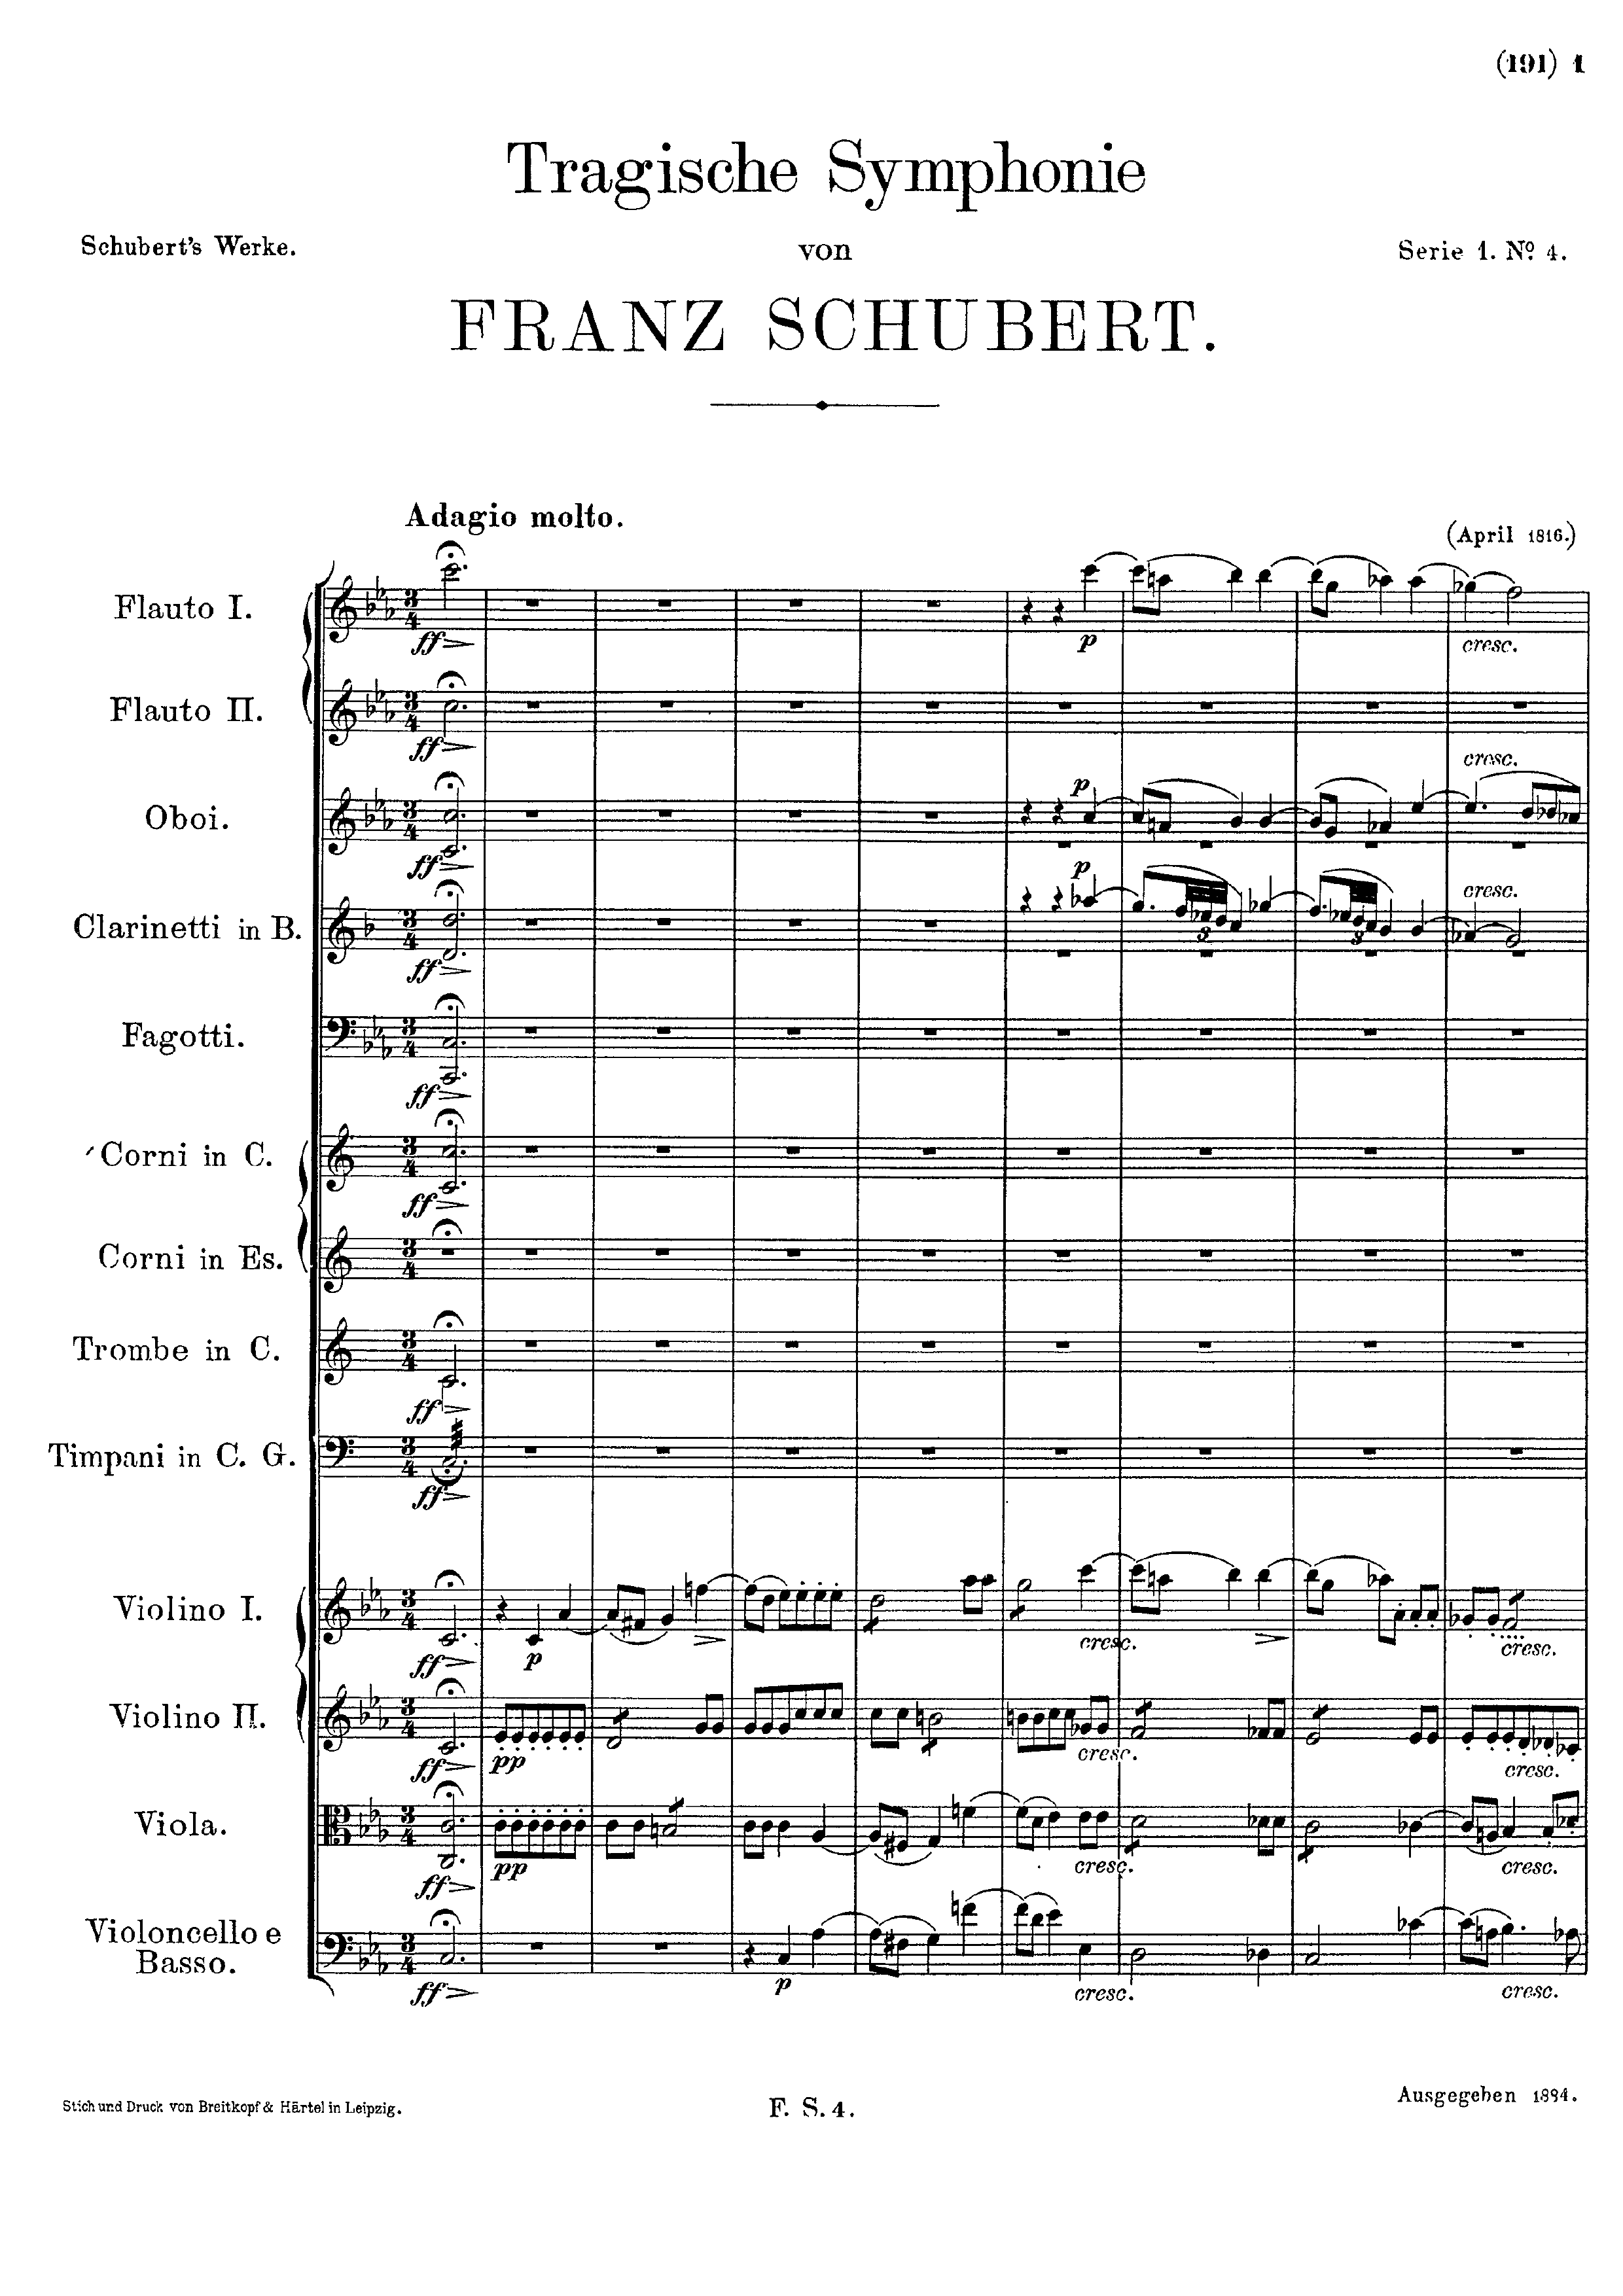 (191) 1
Tragische Symphonie
Schubert's Werke.
von
Serie 1. Nº 4.
FRANZ SCHUBERT.
Adagio molto.
(April 1816.)
Flauto I.
ff
p
cresc.
Flauto II.
ff
cresc.
Oboi.
ff
p
Clarinetti in B.
ff
p
3
3
cresc.
Fagotti.
ff
Corni in C.
ff
Corni in Es.
Trombe in C.
ff
Timpani in C. G.
ff
Violino I.
ff
p
cresc.
cresc.
Violino II.
ff
pp
cresc.
cresc.
Viola.
ff
pp
cresc.
cresc.
Violoncello e
Basso.
ff
p
cresc.
cresc.
Stich und Druck von Breitkopf & Härtel in Leipzig.
F. S. 4.
Ausgegeben 1884.